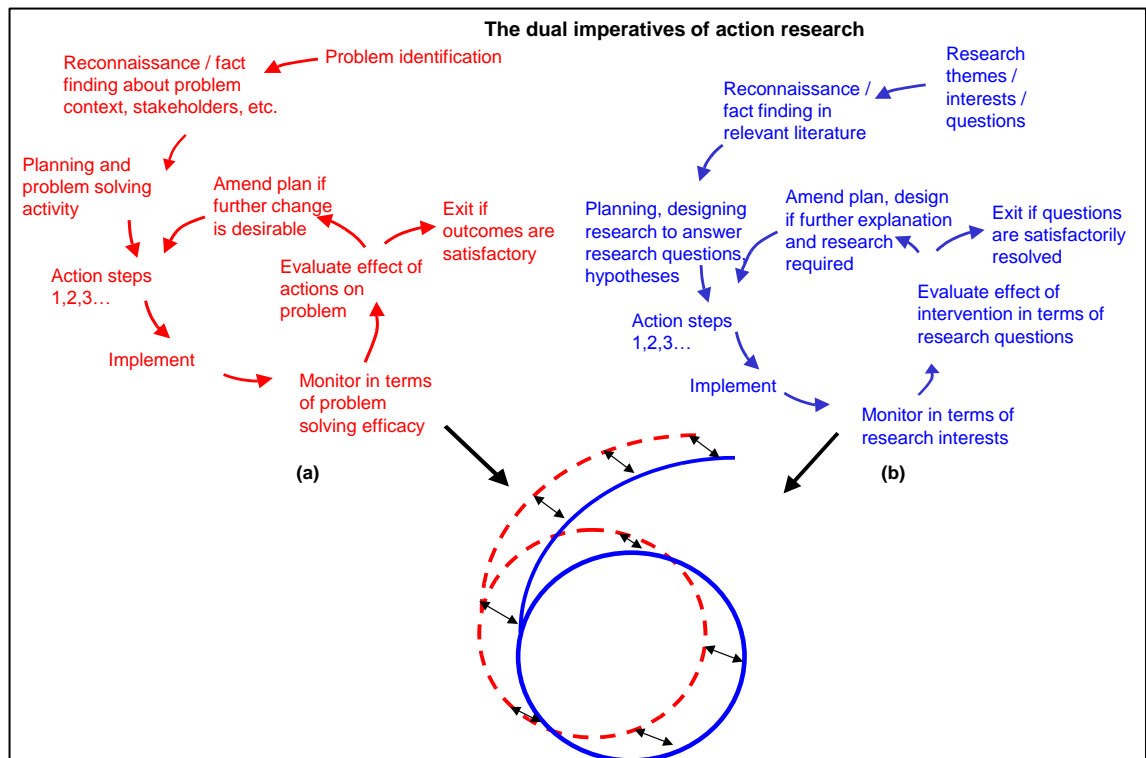 The dual imperatives of action research
Problem identification
Reconnaissance / fact
finding about problem
context, stakeholders, etc.
Planning and
problem solving
activity
Amend plan if
further change
is desirable
Exit if
outcomes are
satisfactory
Evaluate effect of
actions on
problem
Action steps
1,2,3…
Implement
Monitor in terms
of problem
solving efficacy
(a)
Research
themes /
interests /
questions
Reconnaissance /
fact finding in
relevant literature
Planning, designing
research to answer
research questions,
hypotheses
Amend plan, design
if further explanation
and research
required
Exit if questions
are satisfactorily
resolved
Evaluate effect of
intervention in terms of
research questions
Action steps
1,2,3…
Implement
Monitor in terms of
research interests
(b)